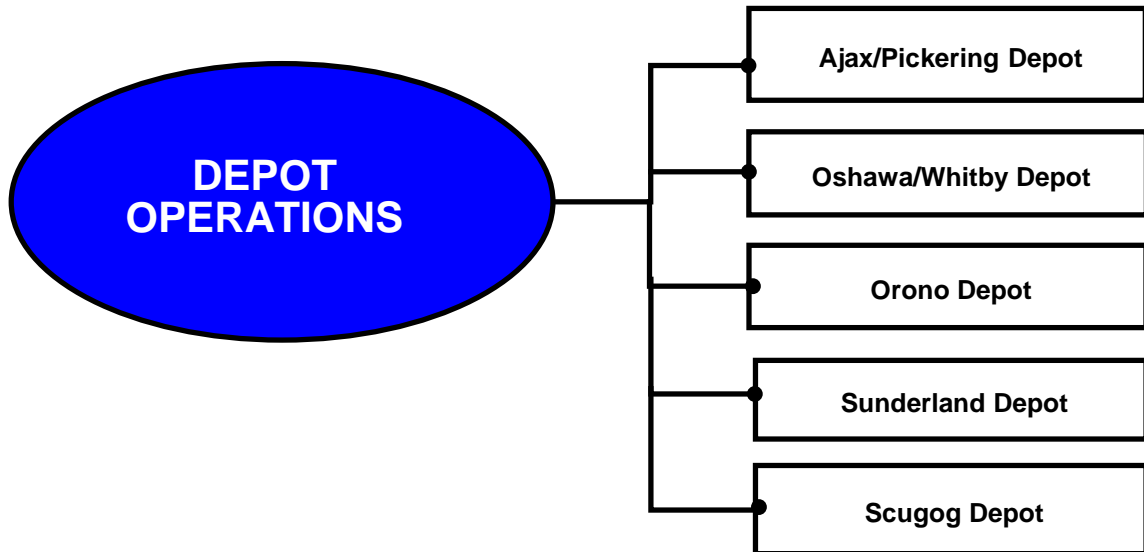 DEPOT
OPERATIONS
Ajax/Pickering Depot
Oshawa/Whitby Depot
Orono Depot
Sunderland Depot
Scugog Depot